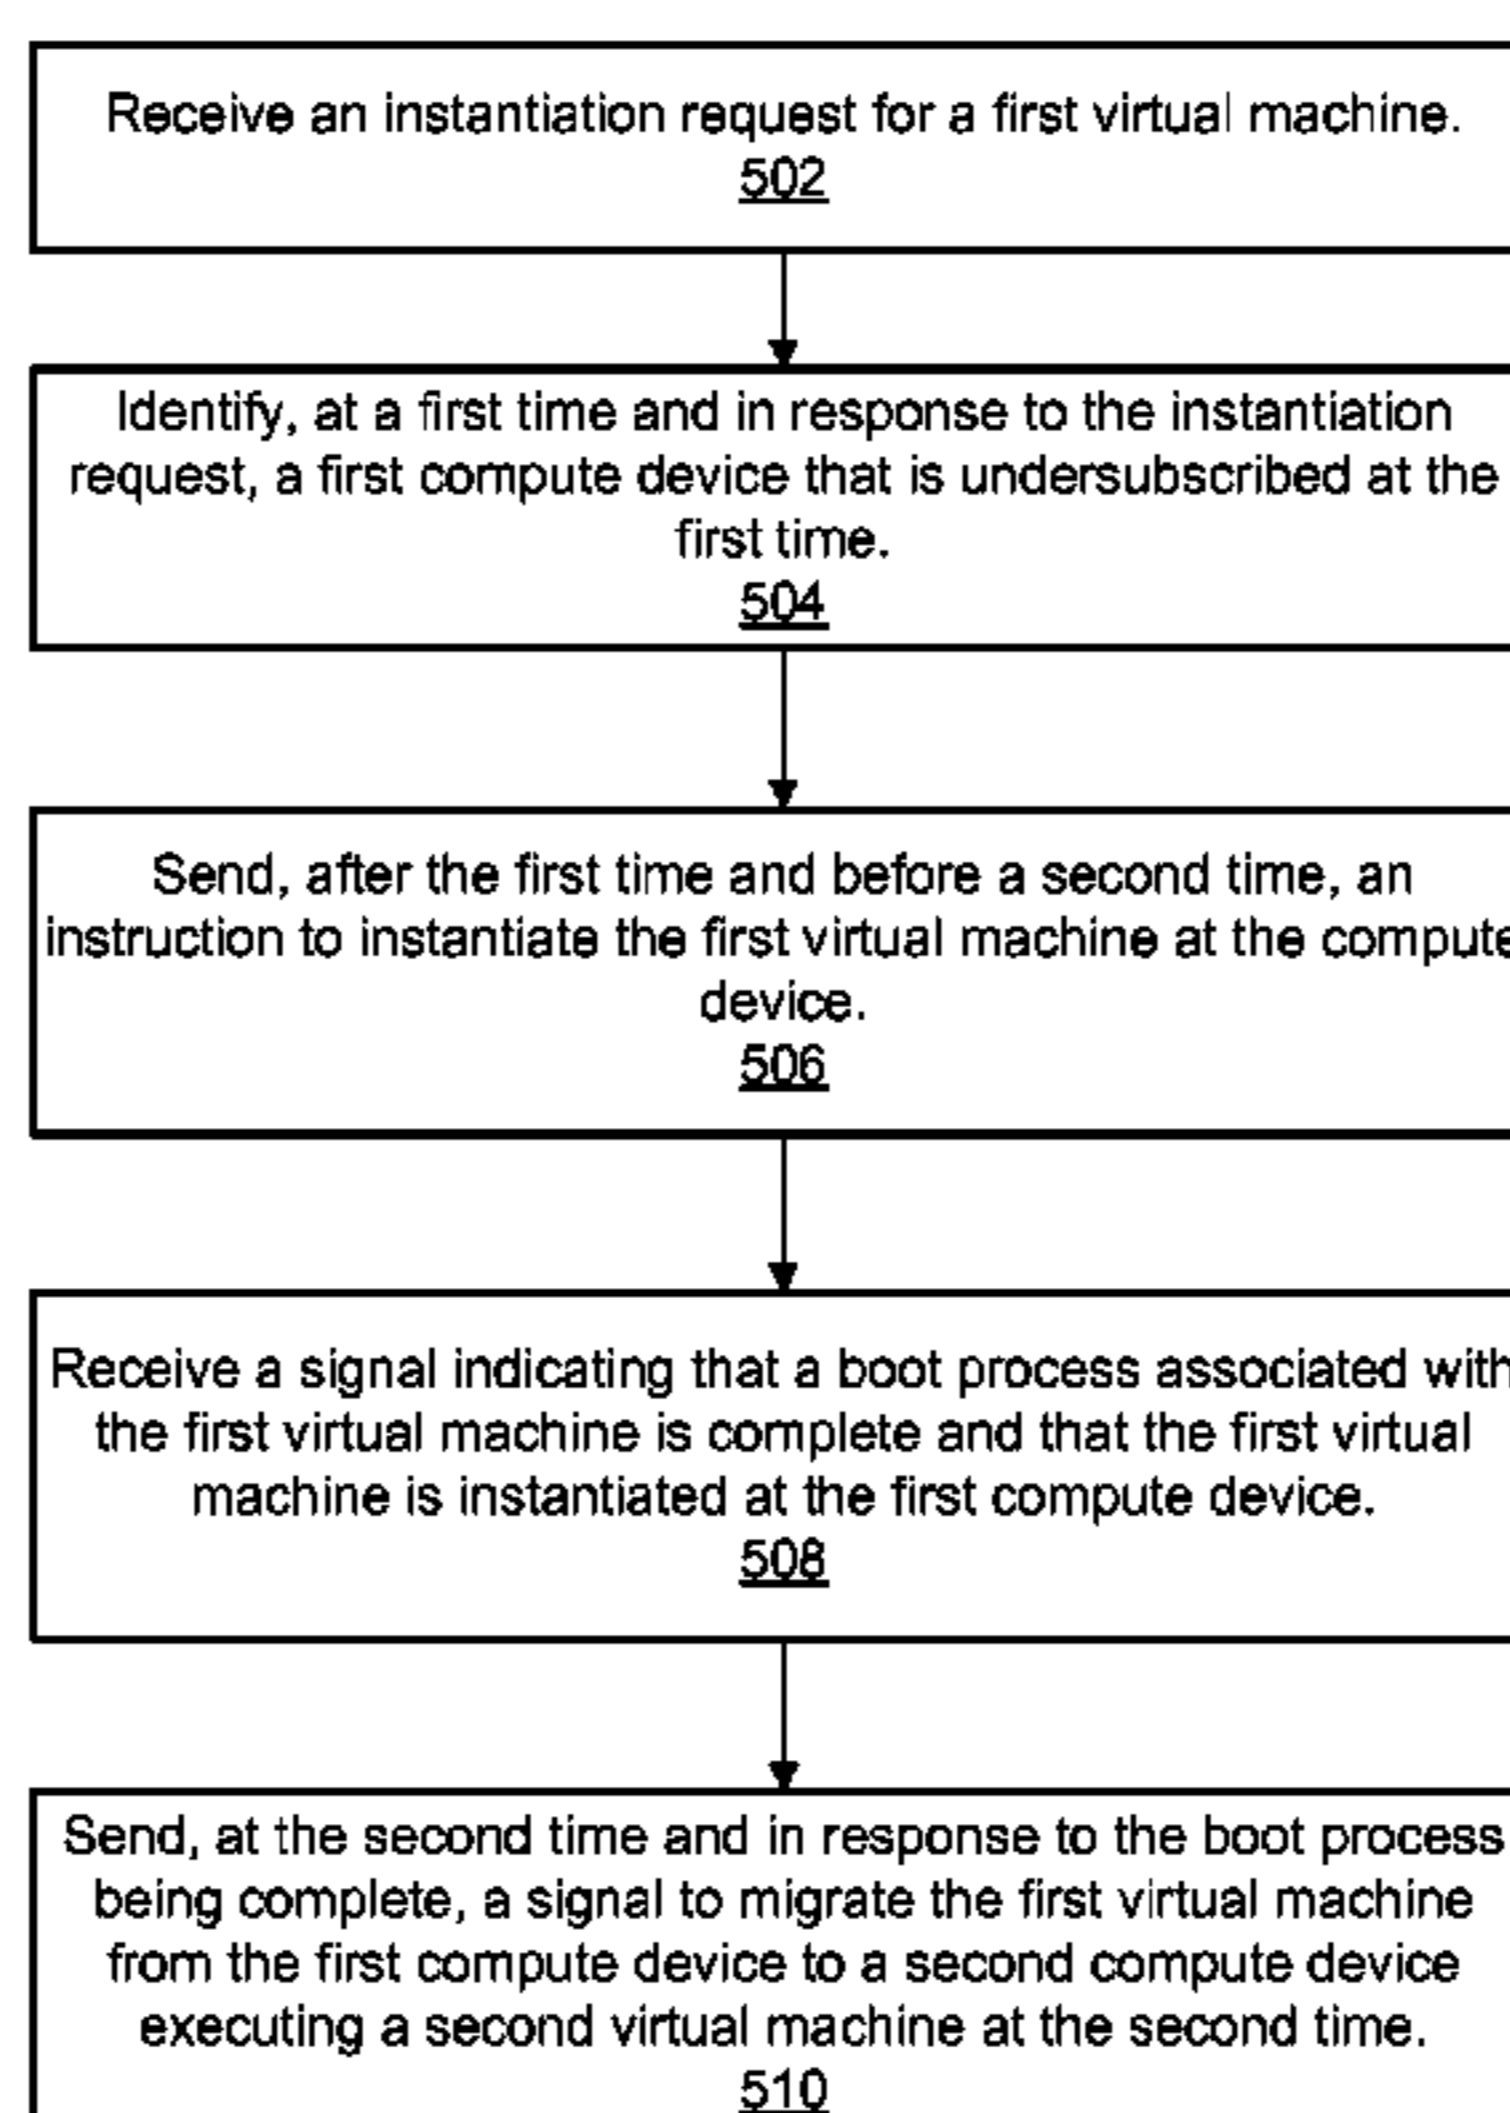 Receive an instantiation request for a first virtual machine.
502
Identify, at a first time and in response to the instantiation
request, a first compute device that is undersubscribed at the
first time.
504
Send, after the first time and before a second time, an
instruction to instantiate the first virtual machine at the compute
device.
506
Receive a signal indicating that a boot process associated with
the first virtual machine is complete and that the first virtual
machine is instantiated at the first compute device.
508
Send, at the second time and in response to the boot process
being complete, a signal to migrate the first virtual machine
from the first compute device to a second compute device
executing a second virtual machine at the second time.
510